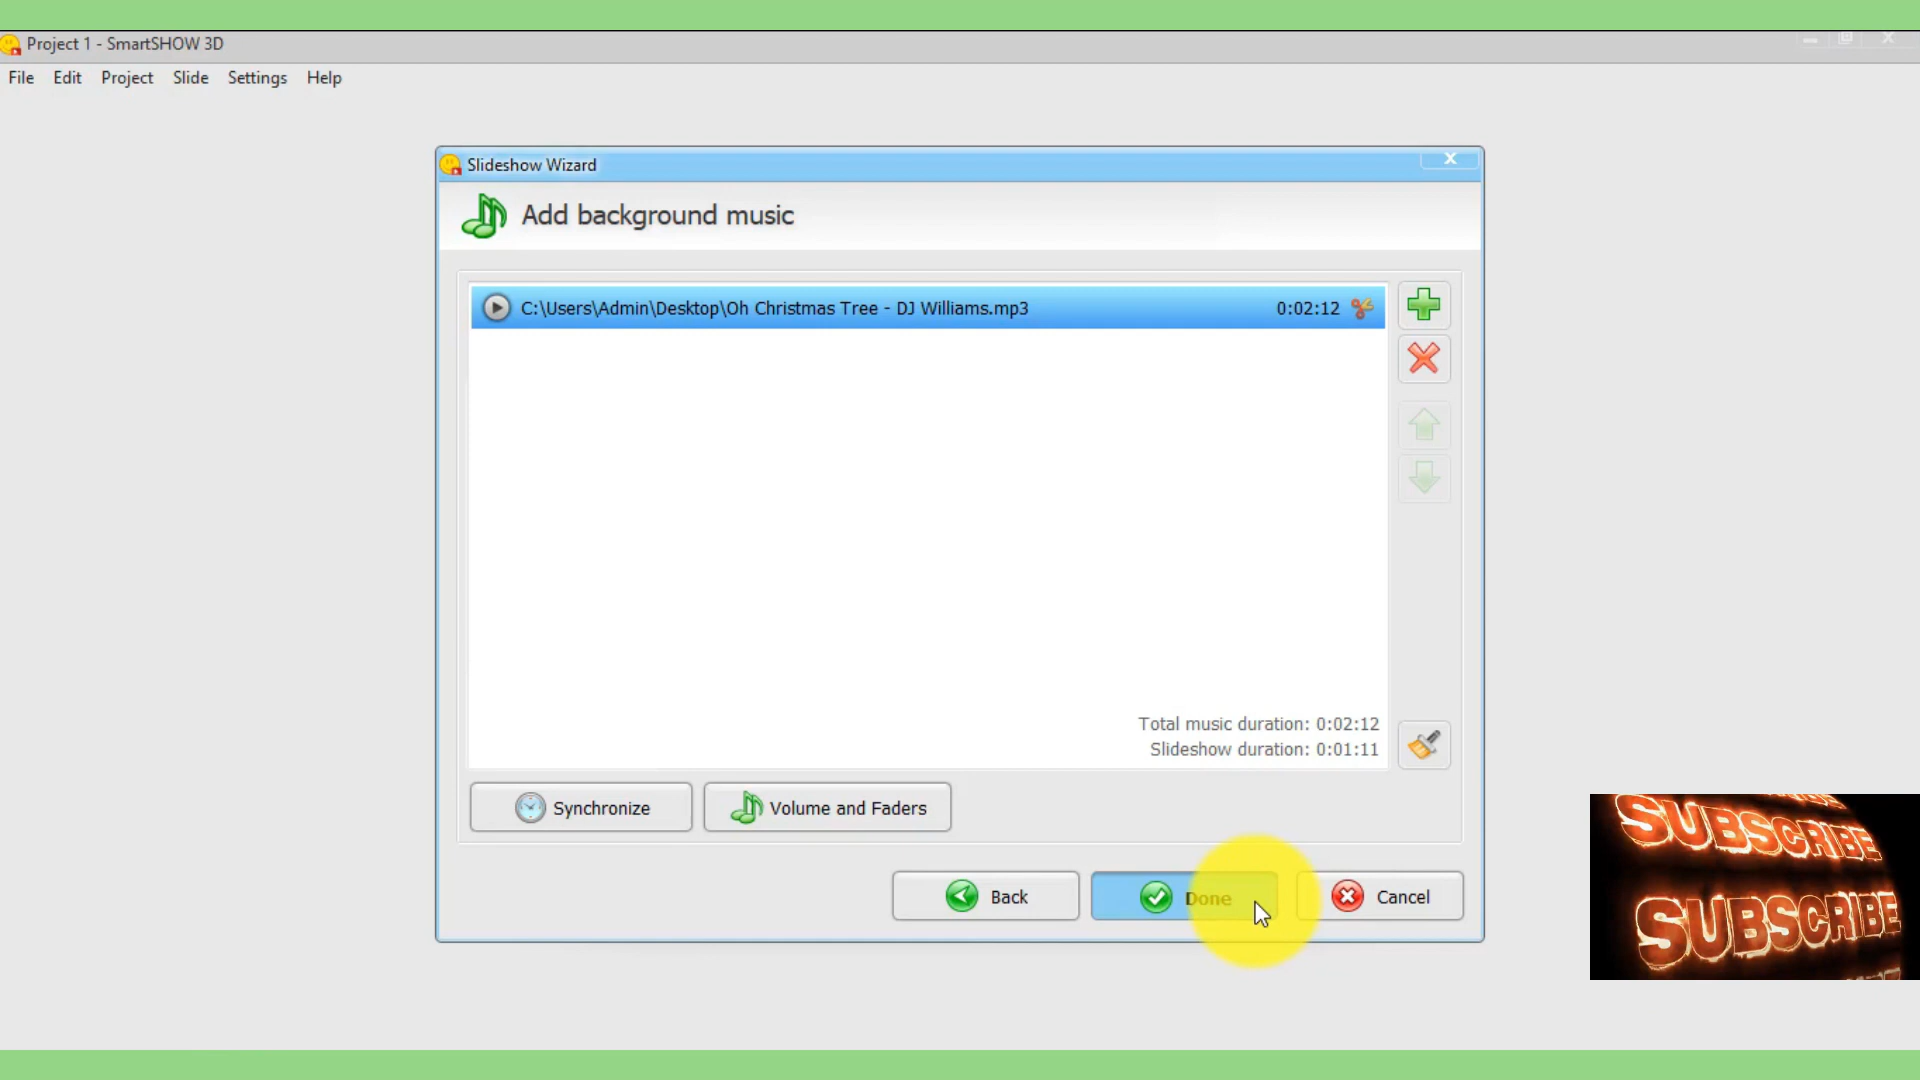 Project 1 - SmartSHOW 3D
File Edit Project Slide Settings Help
Slideshow Wizard
Add background music
C:\Users\Admin\Desktop\Oh Christmas Tree - DJ Williams.mp3 0:02:12
Total music duration: 0:02:12
Slideshow duration: 0:01:11
Synchronize Volume and Faders
Back Done Cancel
SUBSCRIBE
SUBSCRIBE